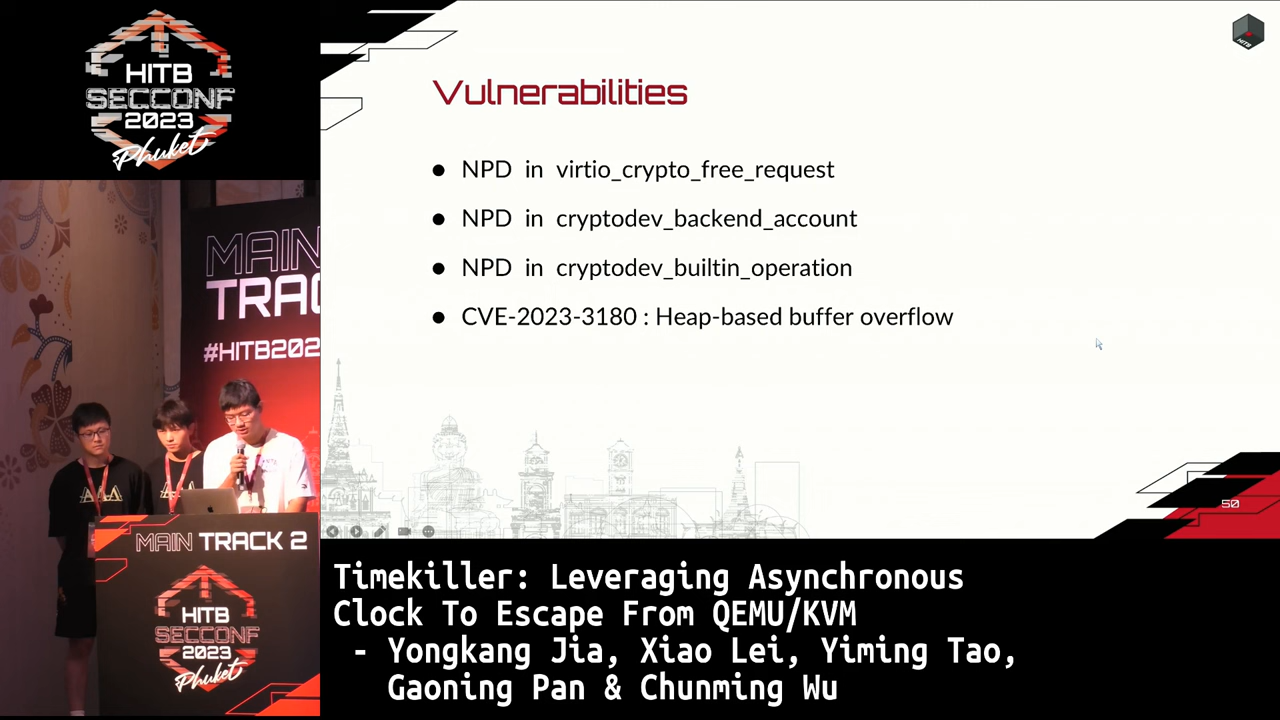 HITB
SECCONF
2023
Phuket
HITB
Vulnerabilities
● NPD in virtio_crypto_free_request
● NPD in cryptodev_backend_account
● NPD in cryptodev_builtin_operation
● CVE-2023-3180 : Heap-based buffer overflow
50
MAIN
TRAC
#HITB202
AAA
MAIN TRACK 2
HITB
SECCONF
2023
Phuket
Timekiller: Leveraging Asynchronous
Clock To Escape From QEMU/KVM
- Yongkang Jia, Xiao Lei, Yiming Tao,
Gaoning Pan & Chunming Wu